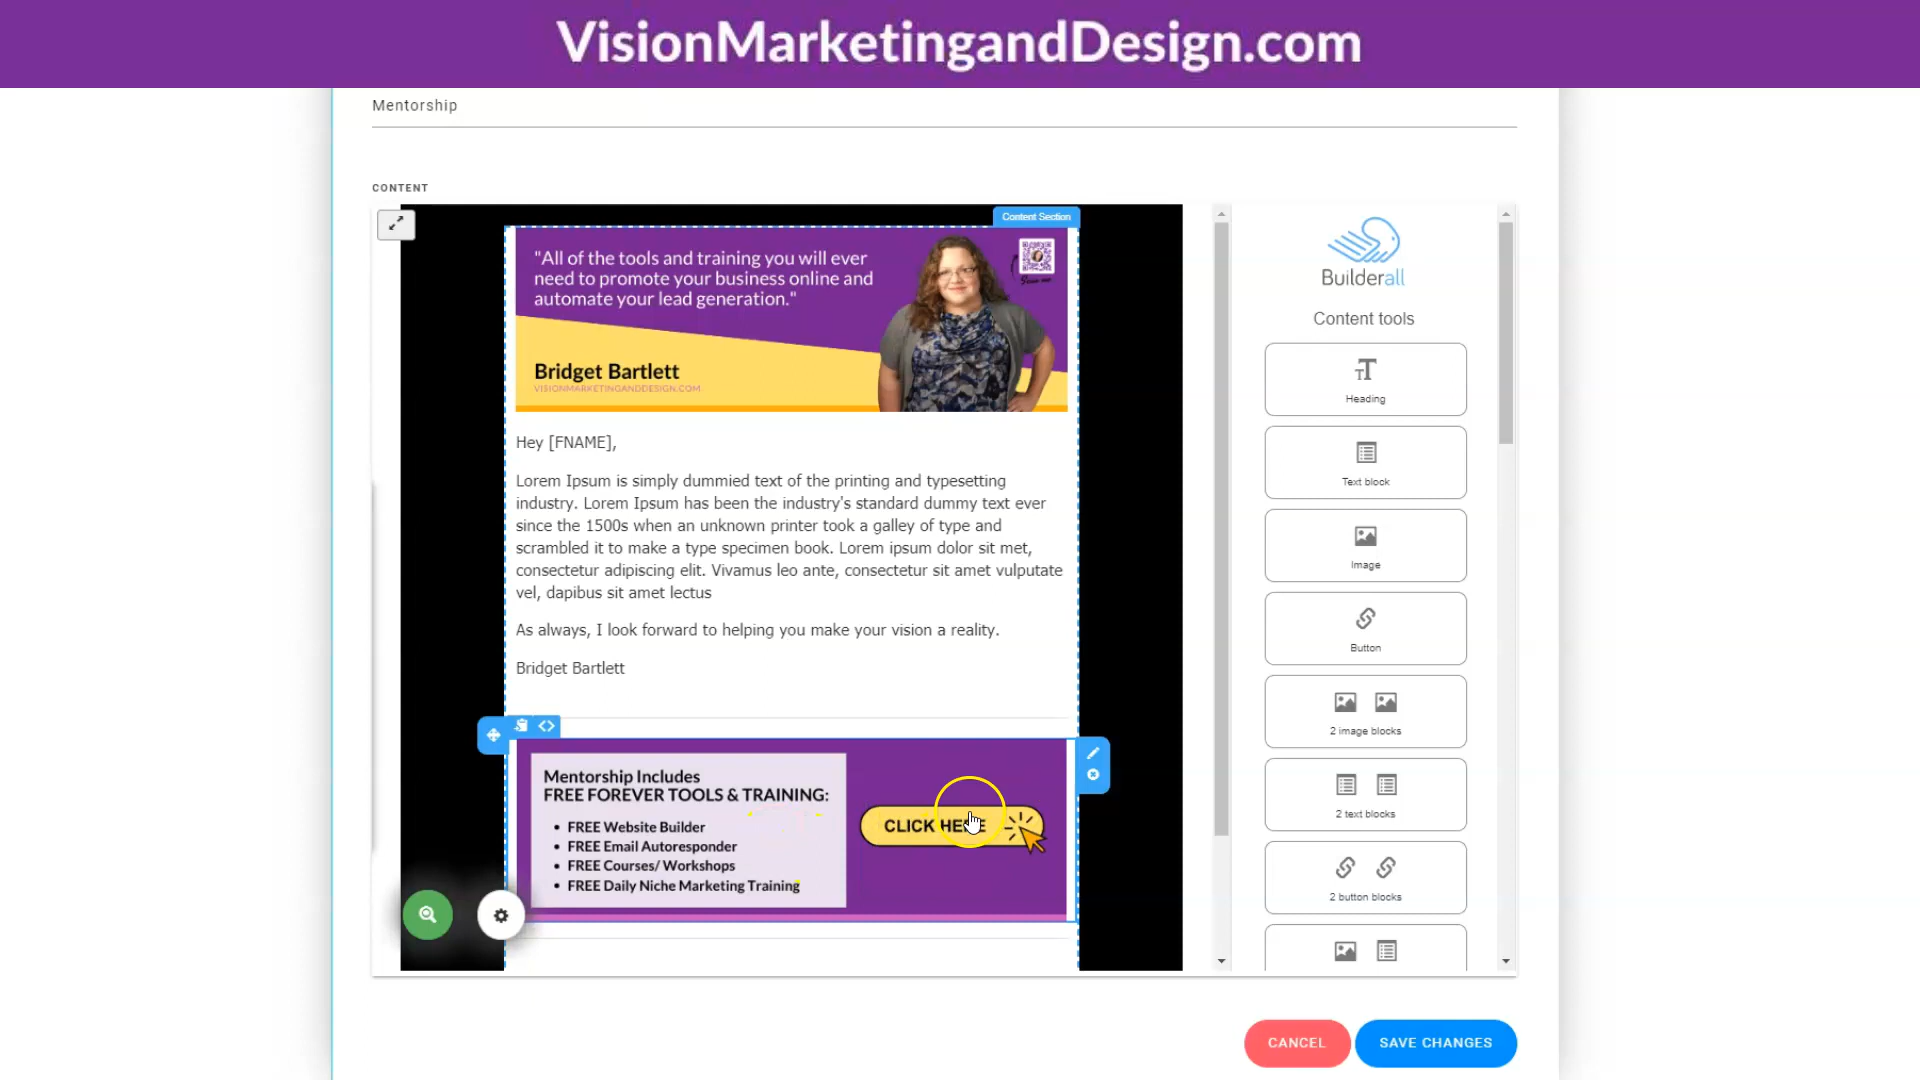 VisionMarketingandDesign.com
Mentorship
CONTENT
Content Section
"All of the tools and training you will ever
need to promote your business online and
automate your lead generation."
Scan me
Bridget Bartlett
VISIONMARKETINGANDDESIGN.COM
Hey [FNAME],
Lorem Ipsum is simply dummied text of the printing and typesetting
industry. Lorem Ipsum has been the industry's standard dummy text ever
since the 1500s when an unknown printer took a galley of type and
scrambled it to make a type specimen book. Lorem ipsum dolor sit met,
consectetur adipiscing elit. Vivamus leo ante, consectetur sit amet vulputate
vel, dapibus sit amet lectus
As always, I look forward to helping you make your vision a reality.
Bridget Bartlett
Mentorship Includes
FREE FOREVER TOOLS & TRAINING:
• FREE Website Builder
• FREE Email Autoresponder
• FREE Courses/ Workshops
• FREE Daily Niche Marketing Training
CLICK HERE
Builderall
Content tools
Heading
Text block
Image
Button
2 image blocks
2 text blocks
2 button blocks
CANCEL
SAVE CHANGES